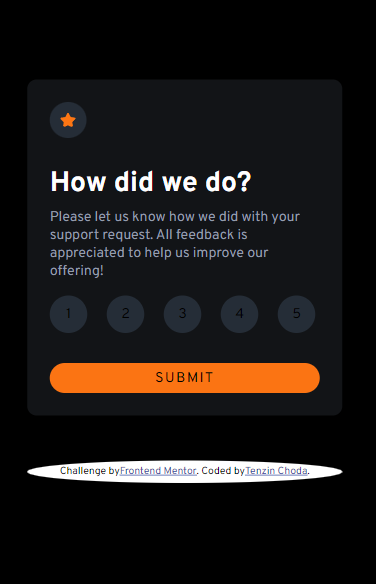 How did we do?
Please let us know how we did with your
support request. All feedback is
appreciated to help us improve our
offering!
1 2 3 4 5
SUBMIT
Challenge byFrontend Mentor. Coded byTenzin Choda.